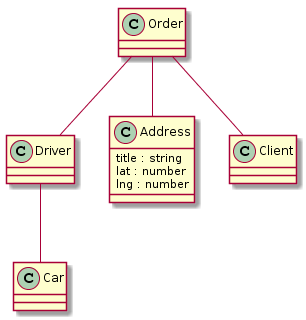 C Order
C Driver
C Address
title : string
lat : number
lng : number
C Client
C Car